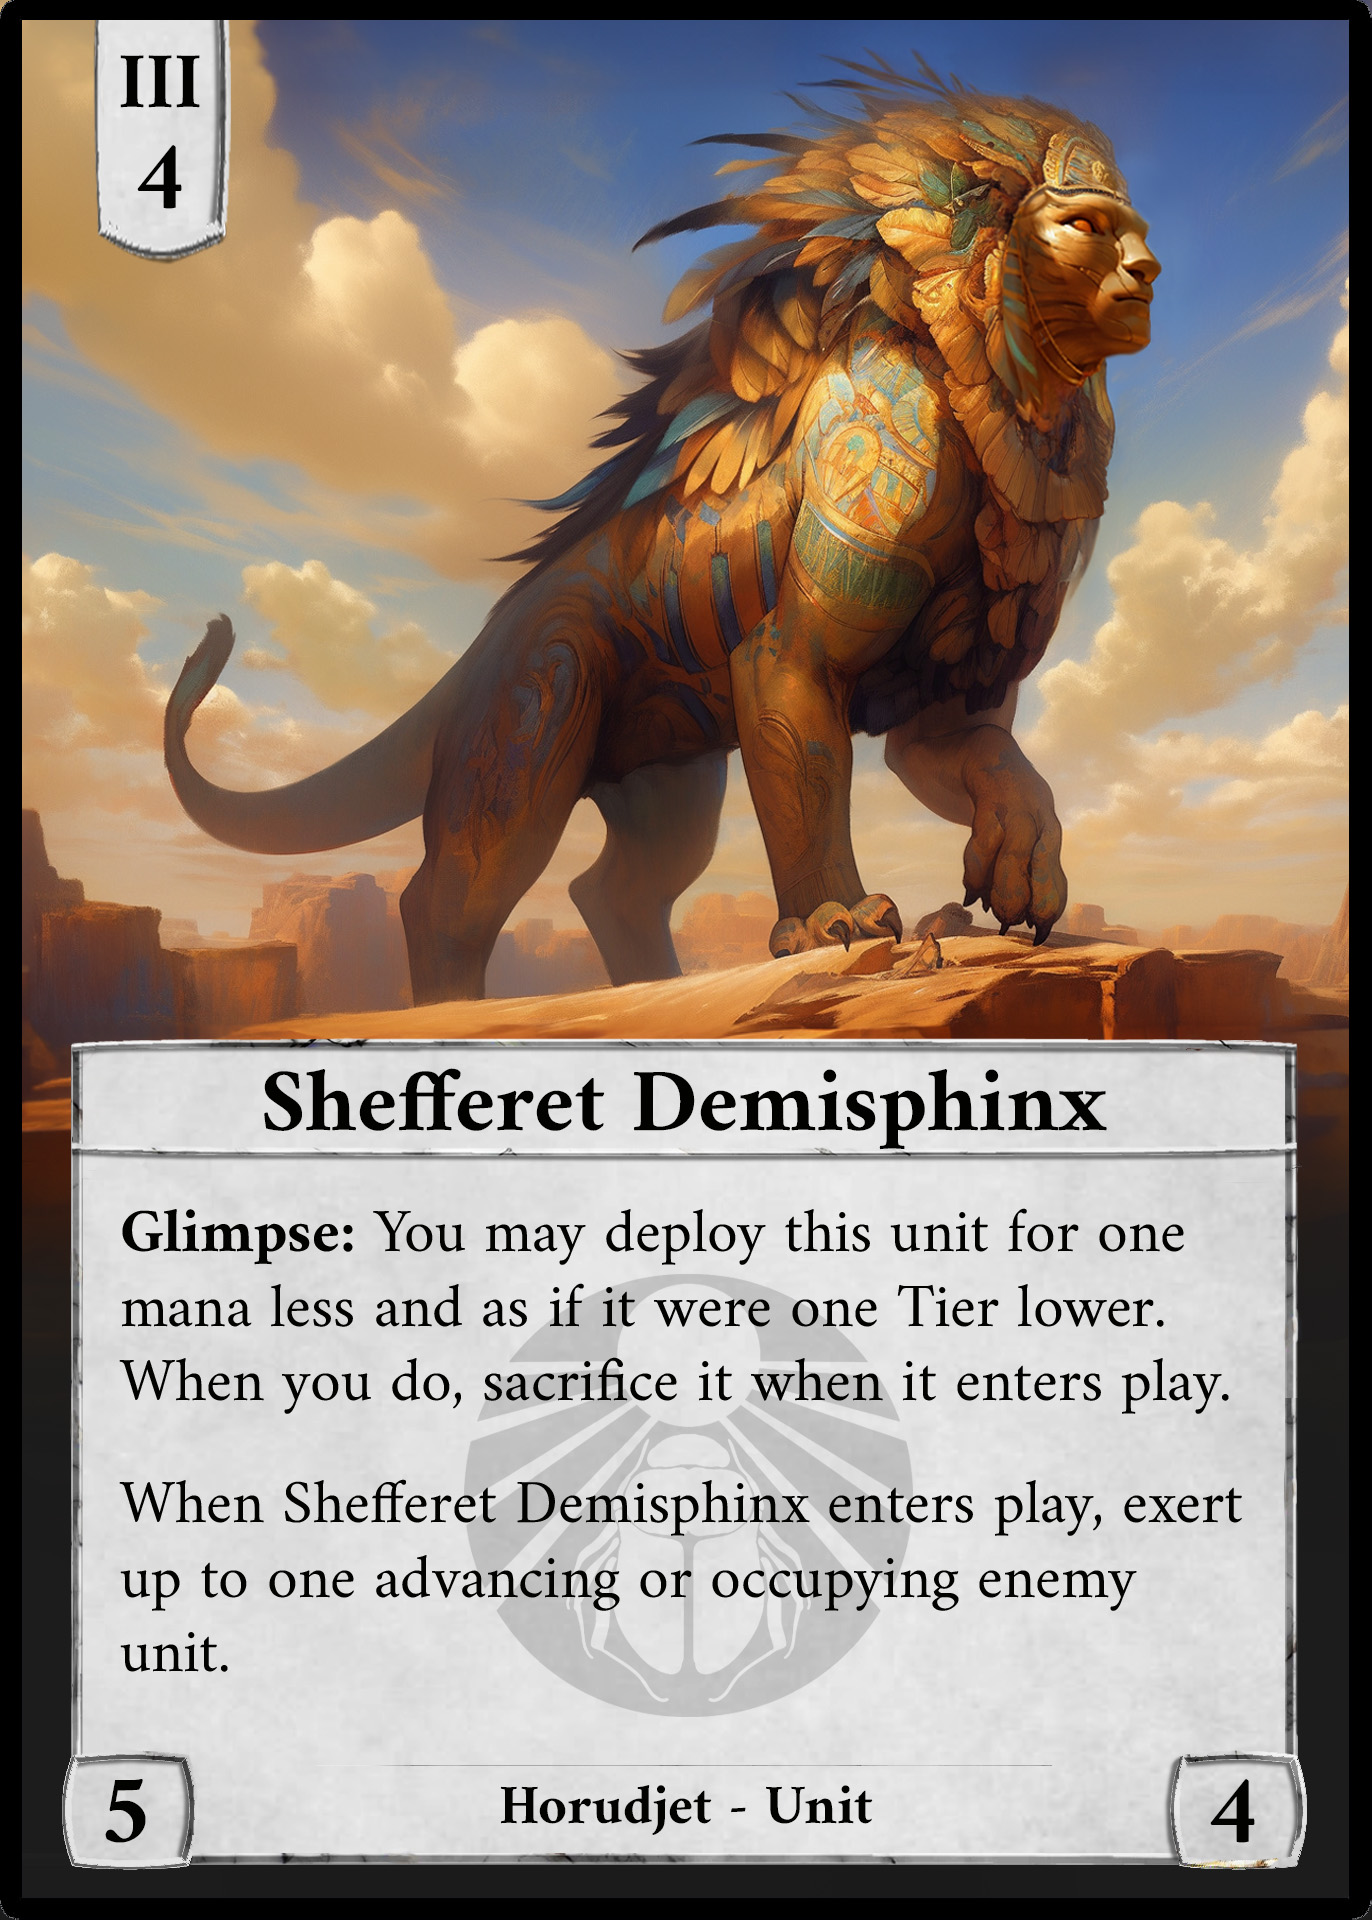 III
4
Shefferet Demisphinx
Glimpse: You may deploy this unit for one
mana less and as if it were one Tier lower.
When you do, sacrifice it when it enters play.
When Shefferet Demisphinx enters play, exert
up to one advancing or occupying enemy
unit.
5
Horudjet - Unit
4